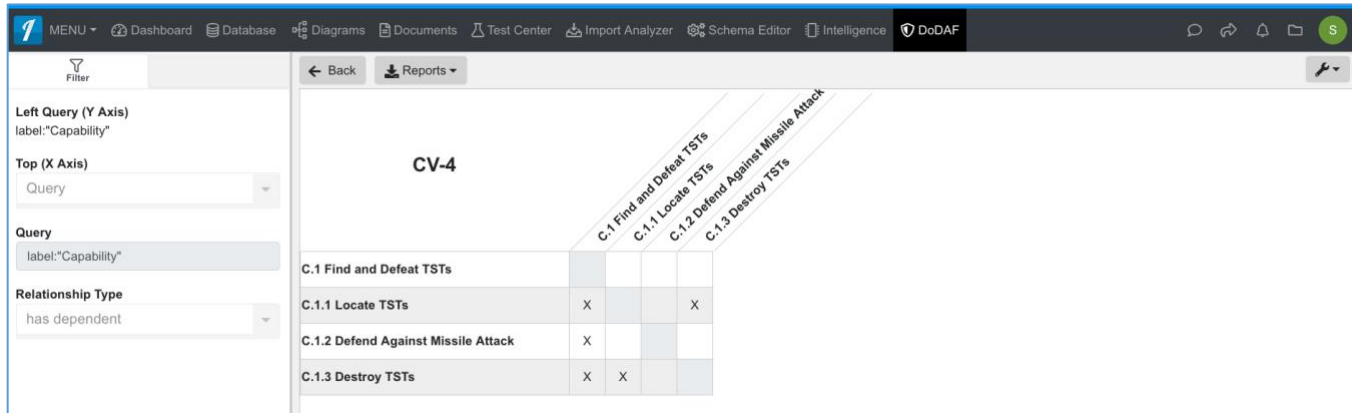 MENU Dashboard Database Diagrams Documents Test Center Import Analyzer Schema Editor Intelligence DoDAF S
Filter
Back Reports
Left Query (Y Axis)
label:"Capability"
Top (X Axis)
Query
Query
label:"Capability"
Relationship Type
has dependent
CV-4
C.1 Find and Defeat TSTs
C.1.1 Locate TSTs
C.1.2 Defend Against Missile Attack
C.1.3 Destroy TSTs
C.1 Find and Defeat TSTs
C.1.1 Locate TSTs X X
C.1.2 Defend Against Missile Attack X
C.1.3 Destroy TSTs X X